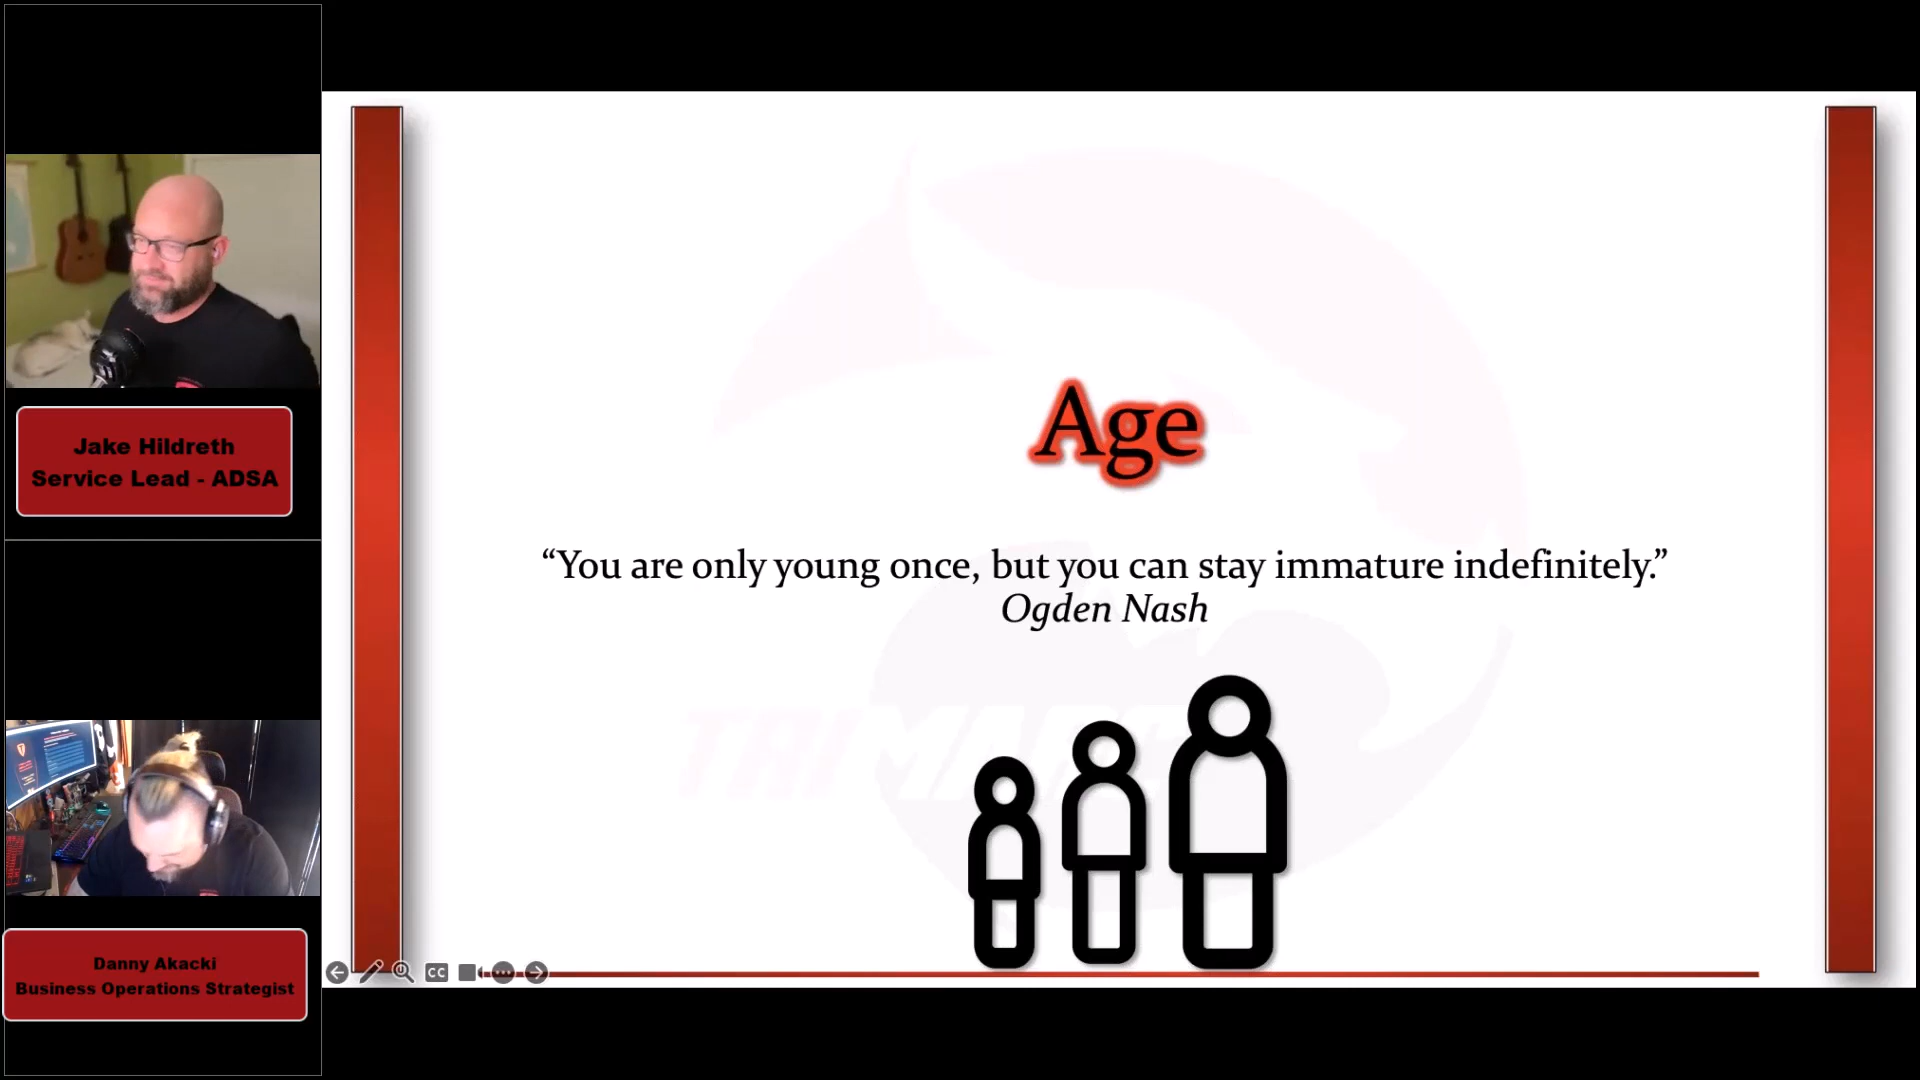 Jake Hildreth
Service Lead - ADSA
Danny Akacki
Business Operations Strategist
Age
“You are only young once, but you can stay immature indefinitely.”
Ogden Nash
CC